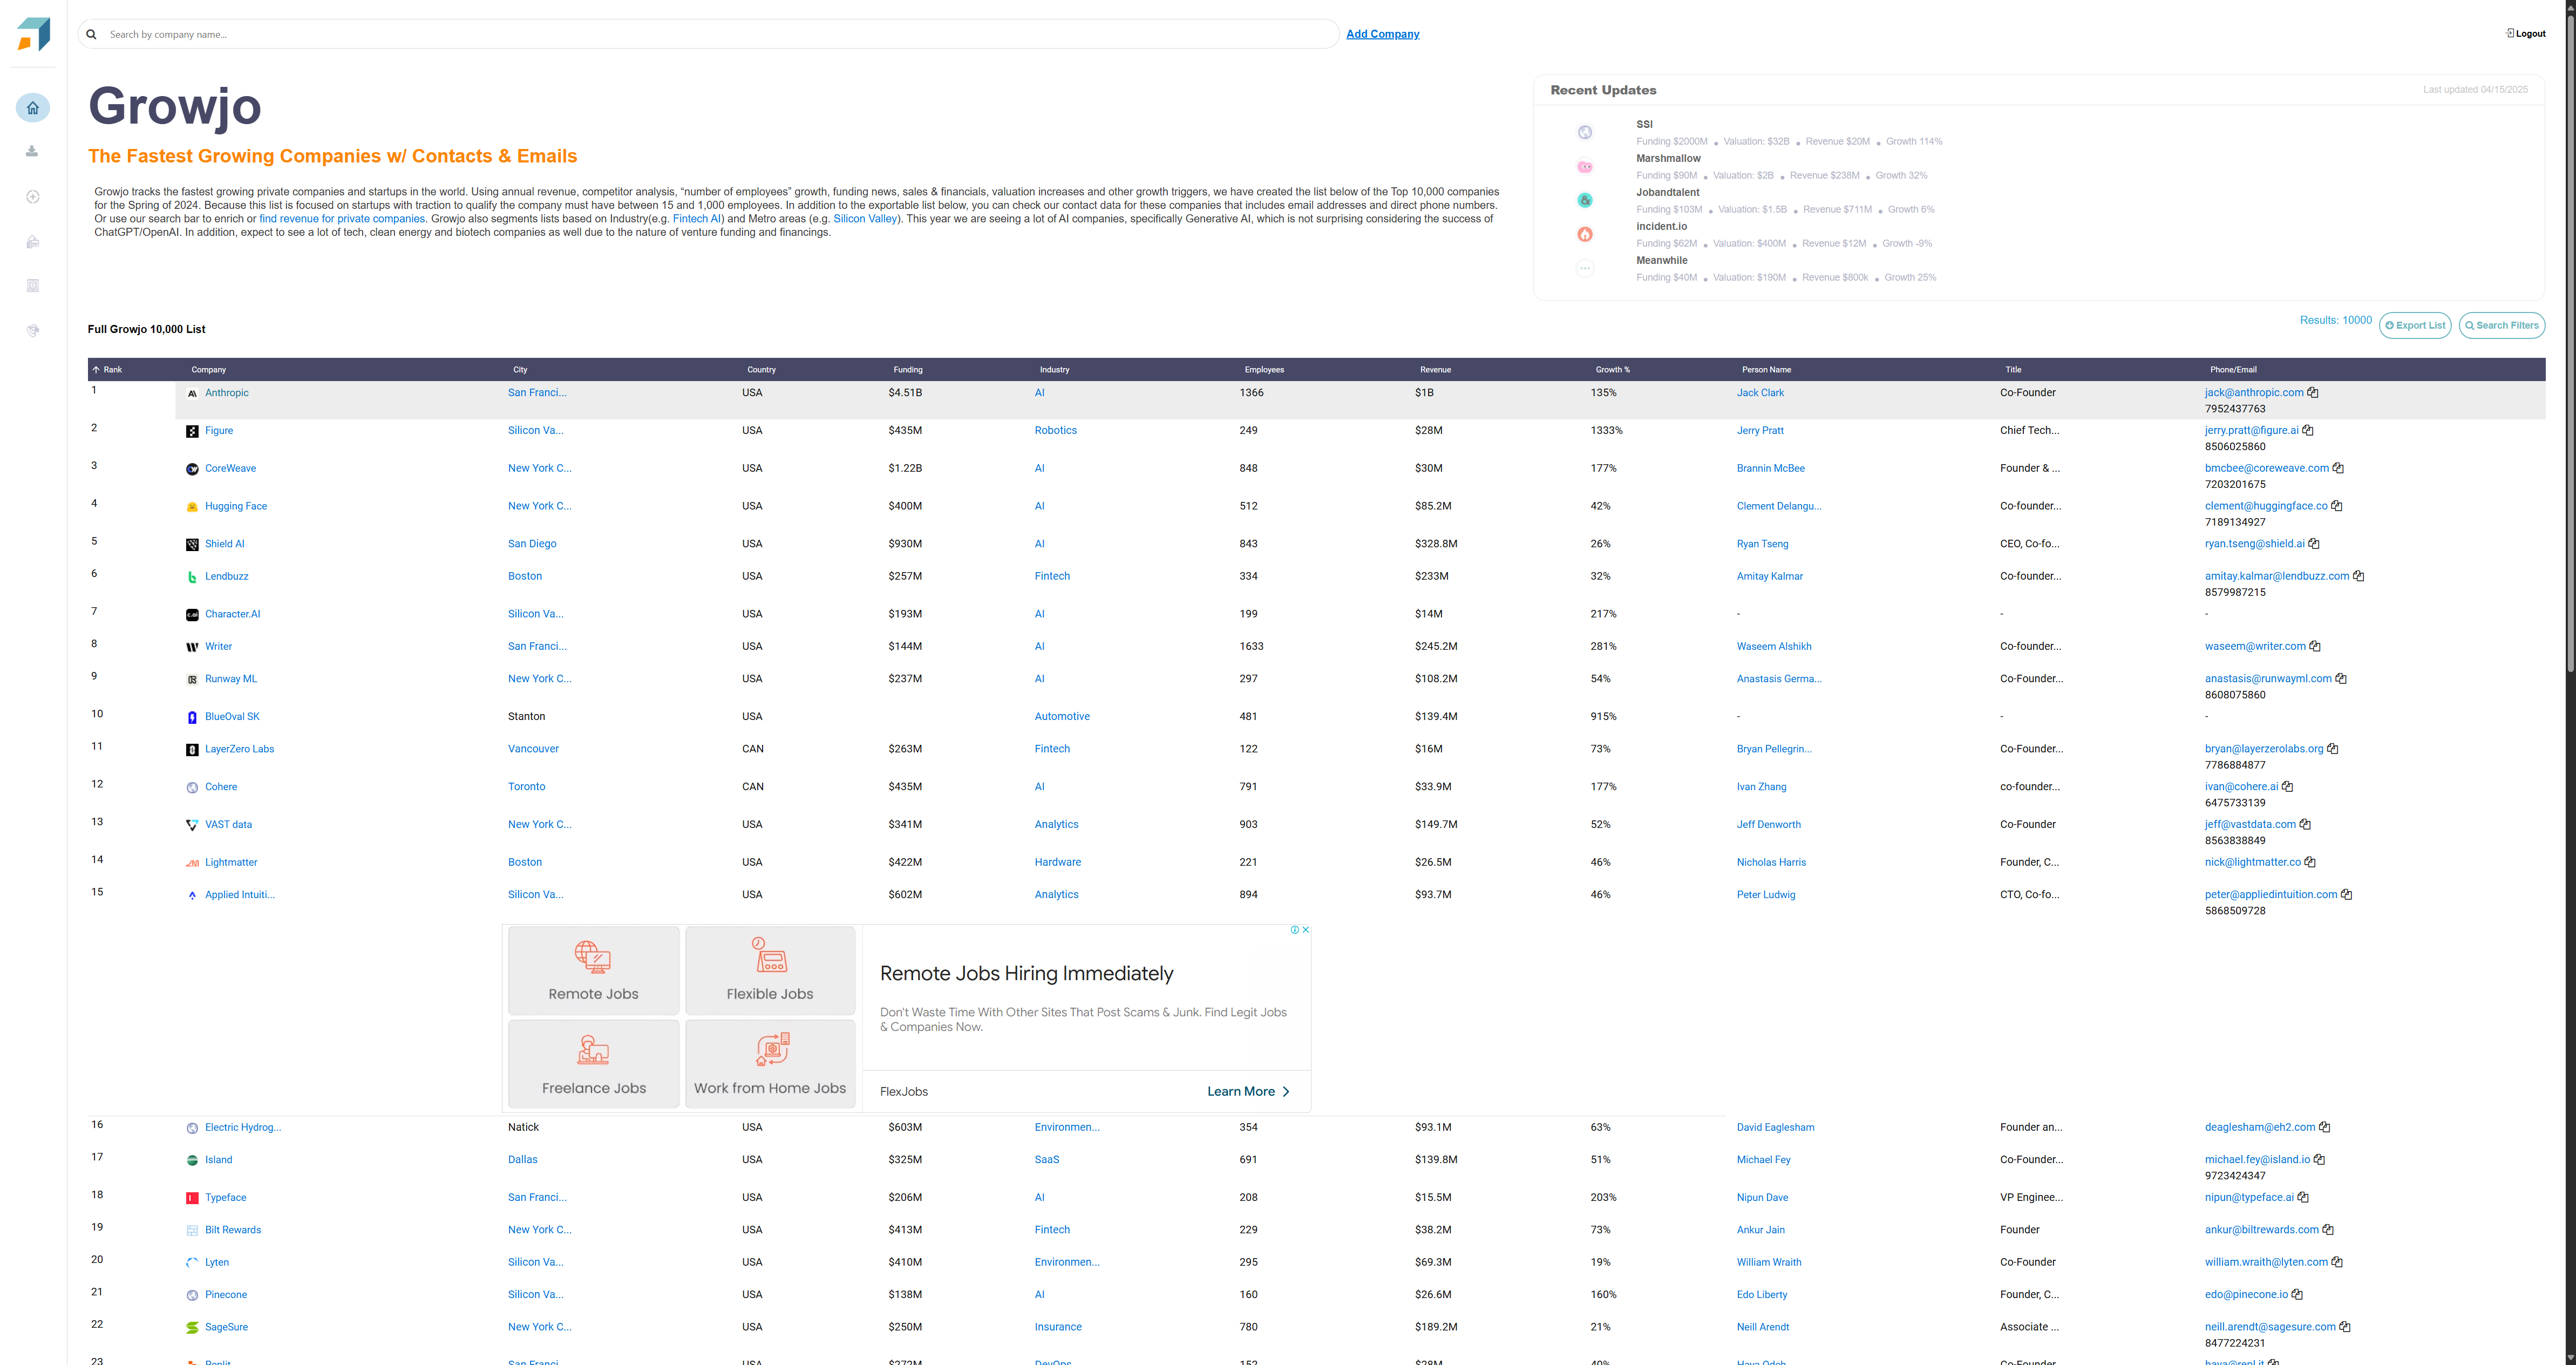 Search by company name...
Add Company
Logout
Growjo
The Fastest Growing Companies w/ Contacts & Emails
Growjo tracks the fastest growing private companies and startups in the world. Using annual revenue, competitor analysis, “number of employees” growth, funding news, sales & financials, valuation increases and other growth triggers, we have created the list below of the Top 10,000 companies
for the Spring of 2024. Because this list is focused on startups with traction to qualify the company must have between 15 and 1,000 employees. In addition to the exportable list below, you can check our contact data for these companies that includes email addresses and direct phone numbers.
Or use our search bar to enrich or find revenue for private companies. Growjo also segments lists based on Industry(e.g. Fintech AI) and Metro areas (e.g. Silicon Valley). This year we are seeing a lot of AI companies, specifically Generative AI, which is not surprising considering the success of
ChatGPT/OpenAI. In addition, expect to see a lot of tech, clean energy and biotech companies as well due to the nature of venture funding and financings.
Recent Updates Last updated 04/15/2025
SSI
Funding $2000M • Valuation: $32B • Revenue $20M • Growth 114%
Marshmallow
Funding $90M • Valuation: $2B • Revenue $238M • Growth 32%
Jobandtalent
Funding $103M • Valuation: $1.5B • Revenue $711M • Growth 6%
incident.io
Funding $62M • Valuation: $400M • Revenue $12M • Growth -9%
Meanwhile
Funding $40M • Valuation: $190M • Revenue $800k • Growth 25%
Full Growjo 10,000 List
Results: 10000 Export List Search Filters
Rank Company City Country Funding Industry Employees Revenue Growth % Person Name Title Phone/Email
1 Anthropic San Franci... USA $4.51B AI 1366 $1B 135% Jack Clark Co-Founder jack@anthropic.com
7952437763
2 Figure Silicon Va... USA $435M Robotics 249 $28M 1333% Jerry Pratt Chief Tech... jerry.pratt@figure.ai
8506025860
3 CoreWeave New York C... USA $1.22B AI 848 $30M 177% Brannin McBee Founder & ... bmcbee@coreweave.com
7203201675
4 Hugging Face New York C... USA $400M AI 512 $85.2M 42% Clement Delangu... Co-founder... clement@huggingface.co
7189134927
5 Shield AI San Diego USA $930M AI 843 $328.8M 26% Ryan Tseng CEO, Co-fo... ryan.tseng@shield.ai
6 Lendbuzz Boston USA $257M Fintech 334 $233M 32% Amitay Kalmar Co-founder... amitay.kalmar@lendbuzz.com
8579987215
7 Character.AI Silicon Va... USA $193M AI 199 $14M 217% - - -
8 Writer San Franci... USA $144M AI 1633 $245.2M 281% Waseem Alshikh Co-founder... waseem@writer.com
9 Runway ML New York C... USA $237M AI 297 $108.2M 54% Anastasis Germa... Co-Founder... anastasis@runwayml.com
8608075860
10 BlueOval SK Stanton USA Automotive 481 $139.4M 915% - - -
11 LayerZero Labs Vancouver CAN $263M Fintech 122 $16M 73% Bryan Pellegrin... Co-Founder... bryan@layerzerolabs.org
7786884877
12 Cohere Toronto CAN $435M AI 791 $33.9M 177% Ivan Zhang co-founder... ivan@cohere.ai
6475733139
13 VAST data New York C... USA $341M Analytics 903 $149.7M 52% Jeff Denworth Co-Founder jeff@vastdata.com
8563838849
14 Lightmatter Boston USA $422M Hardware 221 $26.5M 46% Nicholas Harris Founder, C... nick@lightmatter.co
15 Applied Intuiti... Silicon Va... USA $602M Analytics 894 $93.7M 46% Peter Ludwig CTO, Co-fo... peter@appliedintuition.com
5868509728
Remote Jobs
Flexible Jobs
Freelance Jobs
Work from Home Jobs
Remote Jobs Hiring Immediately
Don't Waste Time With Other Sites That Post Scams & Junk. Find Legit Jobs
& Companies Now.
FlexJobs Learn More
16 Electric Hydrog... Natick USA $603M Environmen... 354 $93.1M 63% David Eaglesham Founder an... deaglesham@eh2.com
17 Island Dallas USA $325M SaaS 691 $139.8M 51% Michael Fey Co-Founder... michael.fey@island.io
9723424347
18 Typeface San Franci... USA $206M AI 208 $15.5M 203% Nipun Dave VP Enginee... nipun@typeface.ai
19 Bilt Rewards New York C... USA $413M Fintech 229 $38.2M 73% Ankur Jain Founder ankur@biltrewards.com
20 Lyten Silicon Va... USA $410M Environmen... 295 $69.3M 19% William Wraith Co-Founder william.wraith@lyten.com
21 Pinecone Silicon Va... USA $138M AI 160 $26.6M 160% Edo Liberty Founder, C... edo@pinecone.io
22 SageSure New York C... USA $250M Insurance 780 $189.2M 21% Neill Arendt Associate ... neill.arendt@sagesure.com
8477224231
23 Replit San Franci... USA $272M DevOps 152 $28M 40% Haya Odeh Co-Founder... haya@repl.it